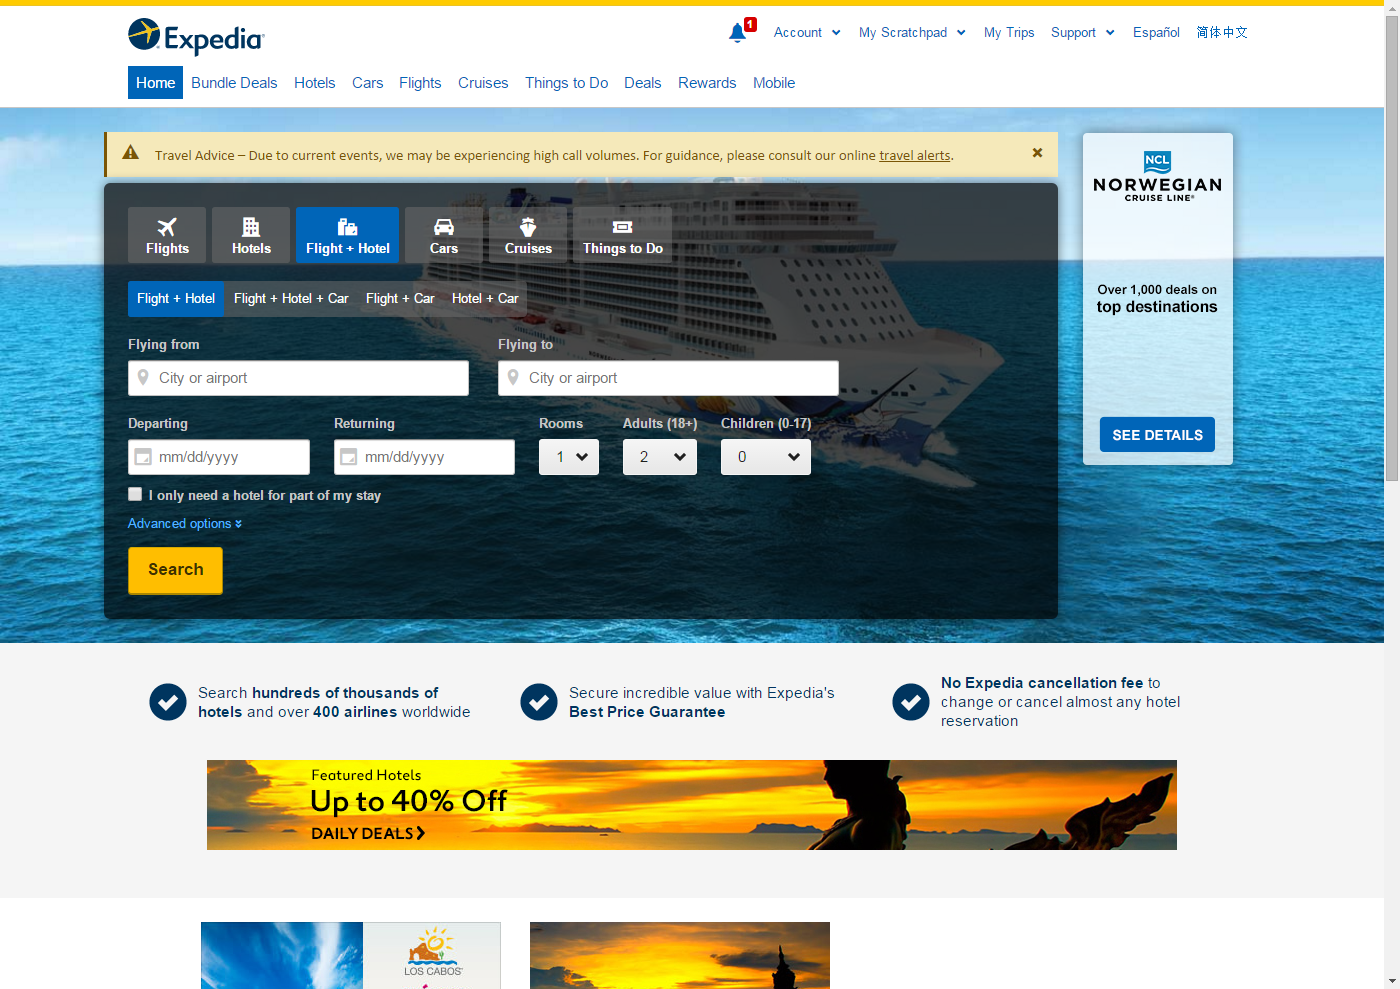 Expedia
1
Account
My Scratchpad
My Trips
Support
Español
简体中文
Home
Bundle Deals
Hotels
Cars
Flights
Cruises
Things to Do
Deals
Rewards
Mobile
Travel Advice – Due to current events, we may be experiencing high call volumes. For guidance, please consult our online travel alerts.
NCL
NORWEGIAN
CRUISE LINE®
Over 1,000 deals on
top destinations
SEE DETAILS
Flights
Hotels
Flight + Hotel
Cars
Cruises
Things to Do
Flight + Hotel
Flight + Hotel + Car
Flight + Car
Hotel + Car
Flying from
Flying to
City or airport
City or airport
Departing
Returning
Rooms
Adults (18+)
Children (0-17)
mm/dd/yyyy
mm/dd/yyyy
1
2
0
I only need a hotel for part of my stay
Advanced options
Search
Search hundreds of thousands of
hotels and over 400 airlines worldwide
Secure incredible value with Expedia's
Best Price Guarantee
No Expedia cancellation fee to
change or cancel almost any hotel
reservation
Featured Hotels
Up to 40% Off
DAILY DEALS
LOS CABOS